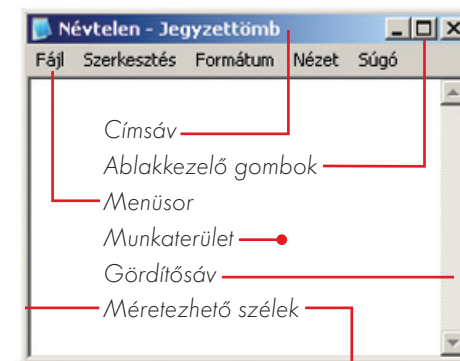 Névtelen - Jegyzettömb
Fájl Szerkesztés Formátum Nézet Súgó
Címsáv
Ablakkezelő gombok
Menüsor
Munkaterület
Gördítősáv
Méretezhető szélek